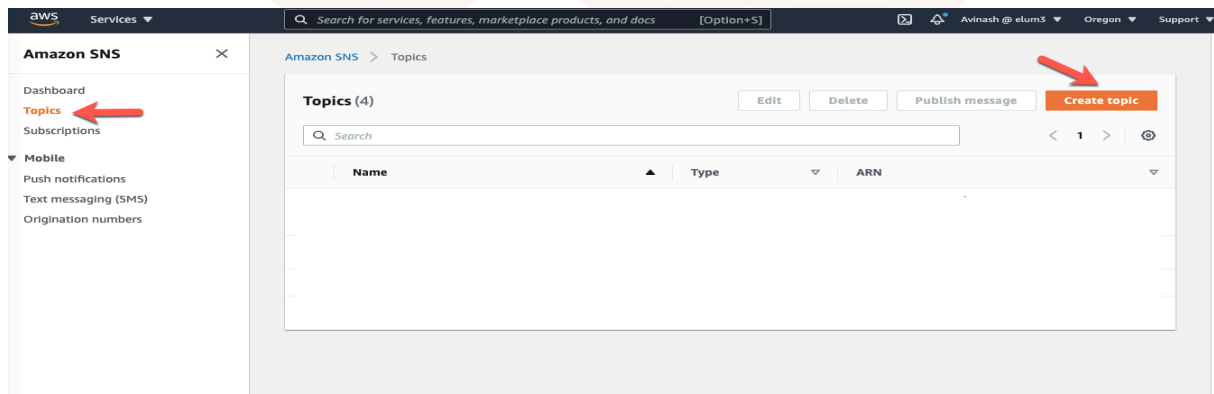 aws Services Search for services, features, marketplace products, and docs [Option+S] Avinash @ elum3 Oregon Support
Amazon SNS
Dashboard
Topics
Subscriptions
Mobile
Push notifications
Text messaging (SMS)
Origination numbers
Amazon SNS > Topics
Topics (4) Edit Delete Publish message Create topic
Search < 1 >
Name Type ARN